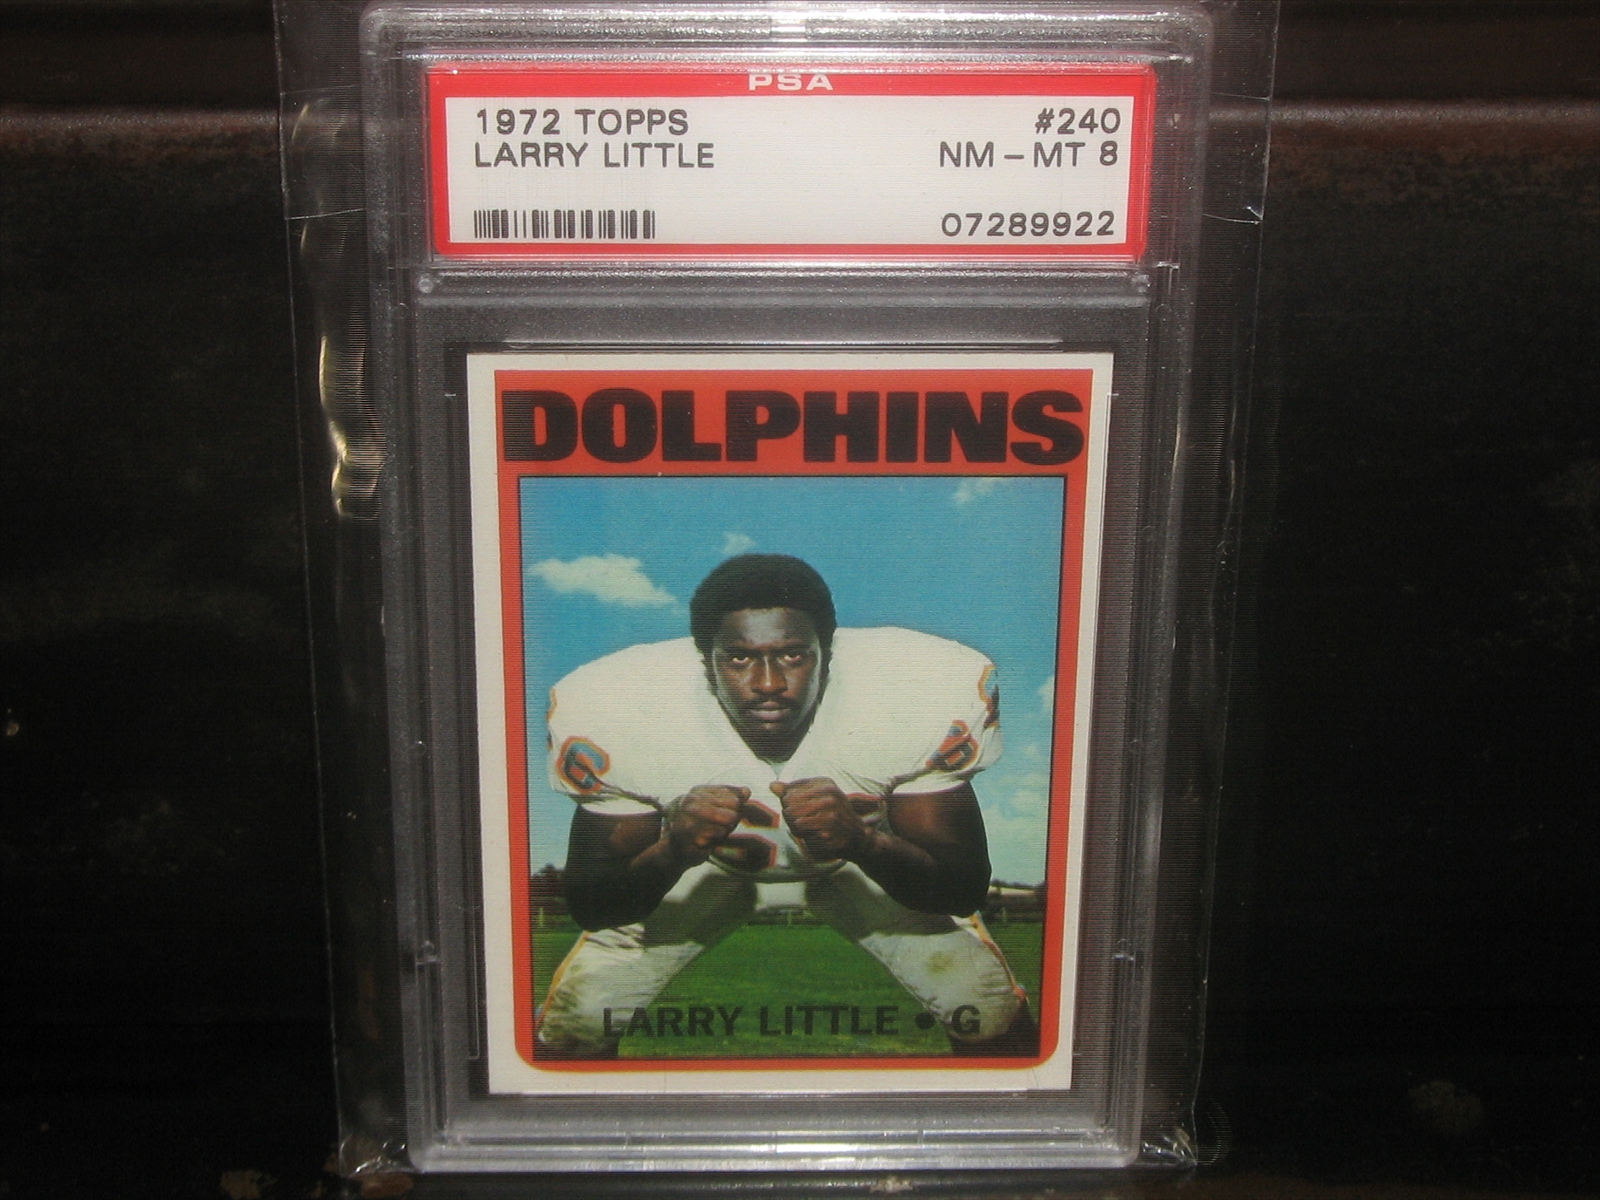 PSA
1972 TOPPS #240
LARRY LITTLE NM-MT 8
07289922
DOLPHINS
LARRY LITTLE • G